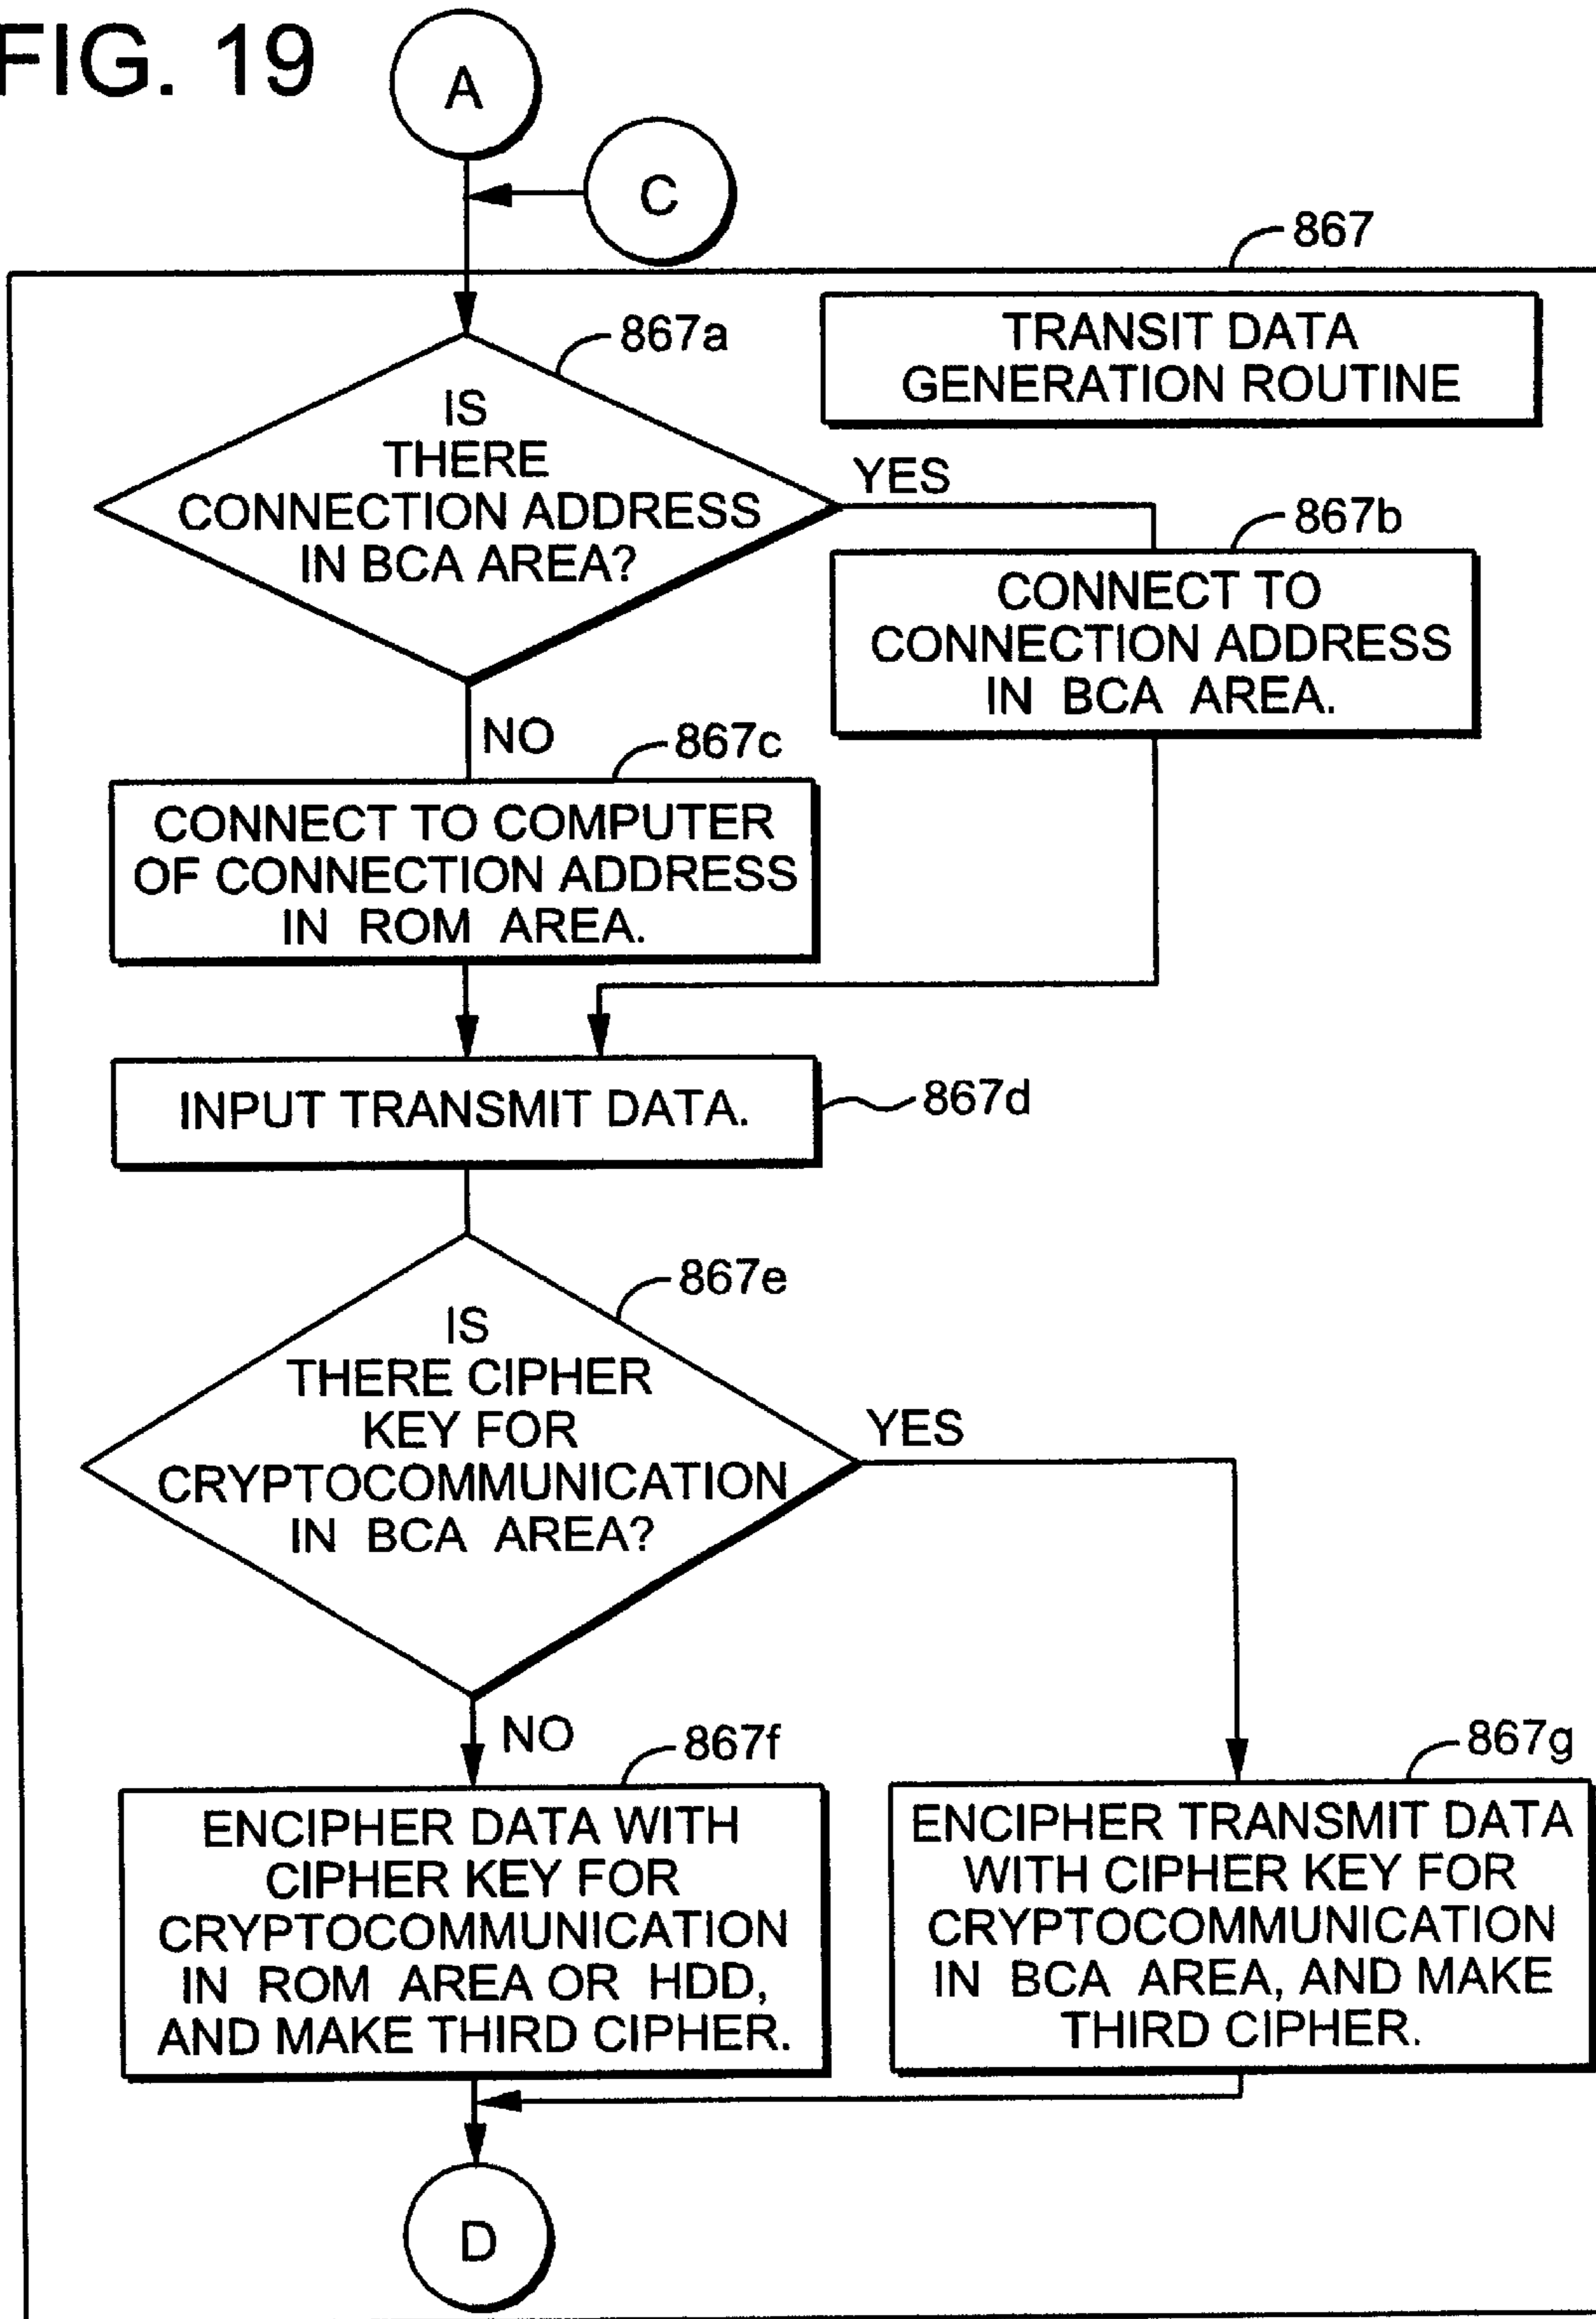 FIG. 19
A
C
867
TRANSIT DATA
GENERATION ROUTINE
867a
IS
THERE
CONNECTION ADDRESS
IN BCA AREA?
YES
867b
CONNECT TO
CONNECTION ADDRESS
IN BCA AREA.
NO
867c
CONNECT TO COMPUTER
OF CONNECTION ADDRESS
IN ROM AREA.
INPUT TRANSMIT DATA.
867d
867e
IS
THERE CIPHER
KEY FOR
CRYPTOCOMMUNICATION
IN BCA AREA?
YES
NO
867f
ENCIPHER DATA WITH
CIPHER KEY FOR
CRYPTOCOMMUNICATION
IN ROM AREA OR HDD,
AND MAKE THIRD CIPHER.
867g
ENCIPHER TRANSMIT DATA
WITH CIPHER KEY FOR
CRYPTOCOMMUNICATION
IN BCA AREA, AND MAKE
THIRD CIPHER.
D